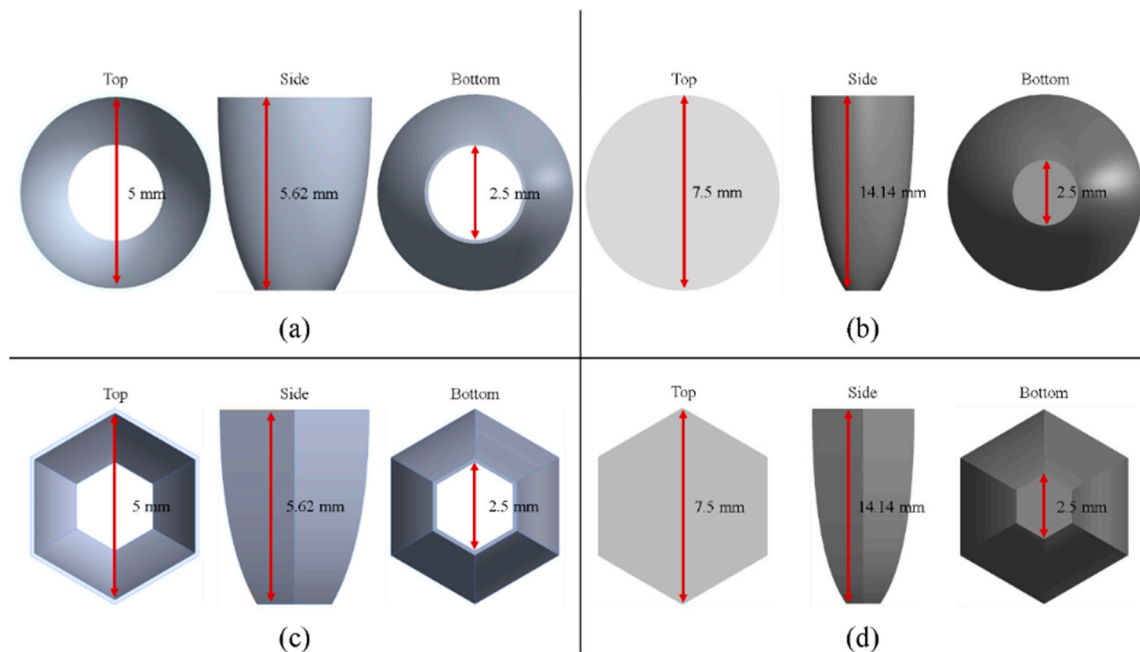 Top
Side
Bottom
5 mm
5.62 mm
2.5 mm
(a)
Top
Side
Bottom
7.5 mm
14.14 mm
2.5 mm
(b)
Top
Side
Bottom
5 mm
5.62 mm
2.5 mm
(c)
Top
Side
Bottom
7.5 mm
14.14 mm
2.5 mm
(d)